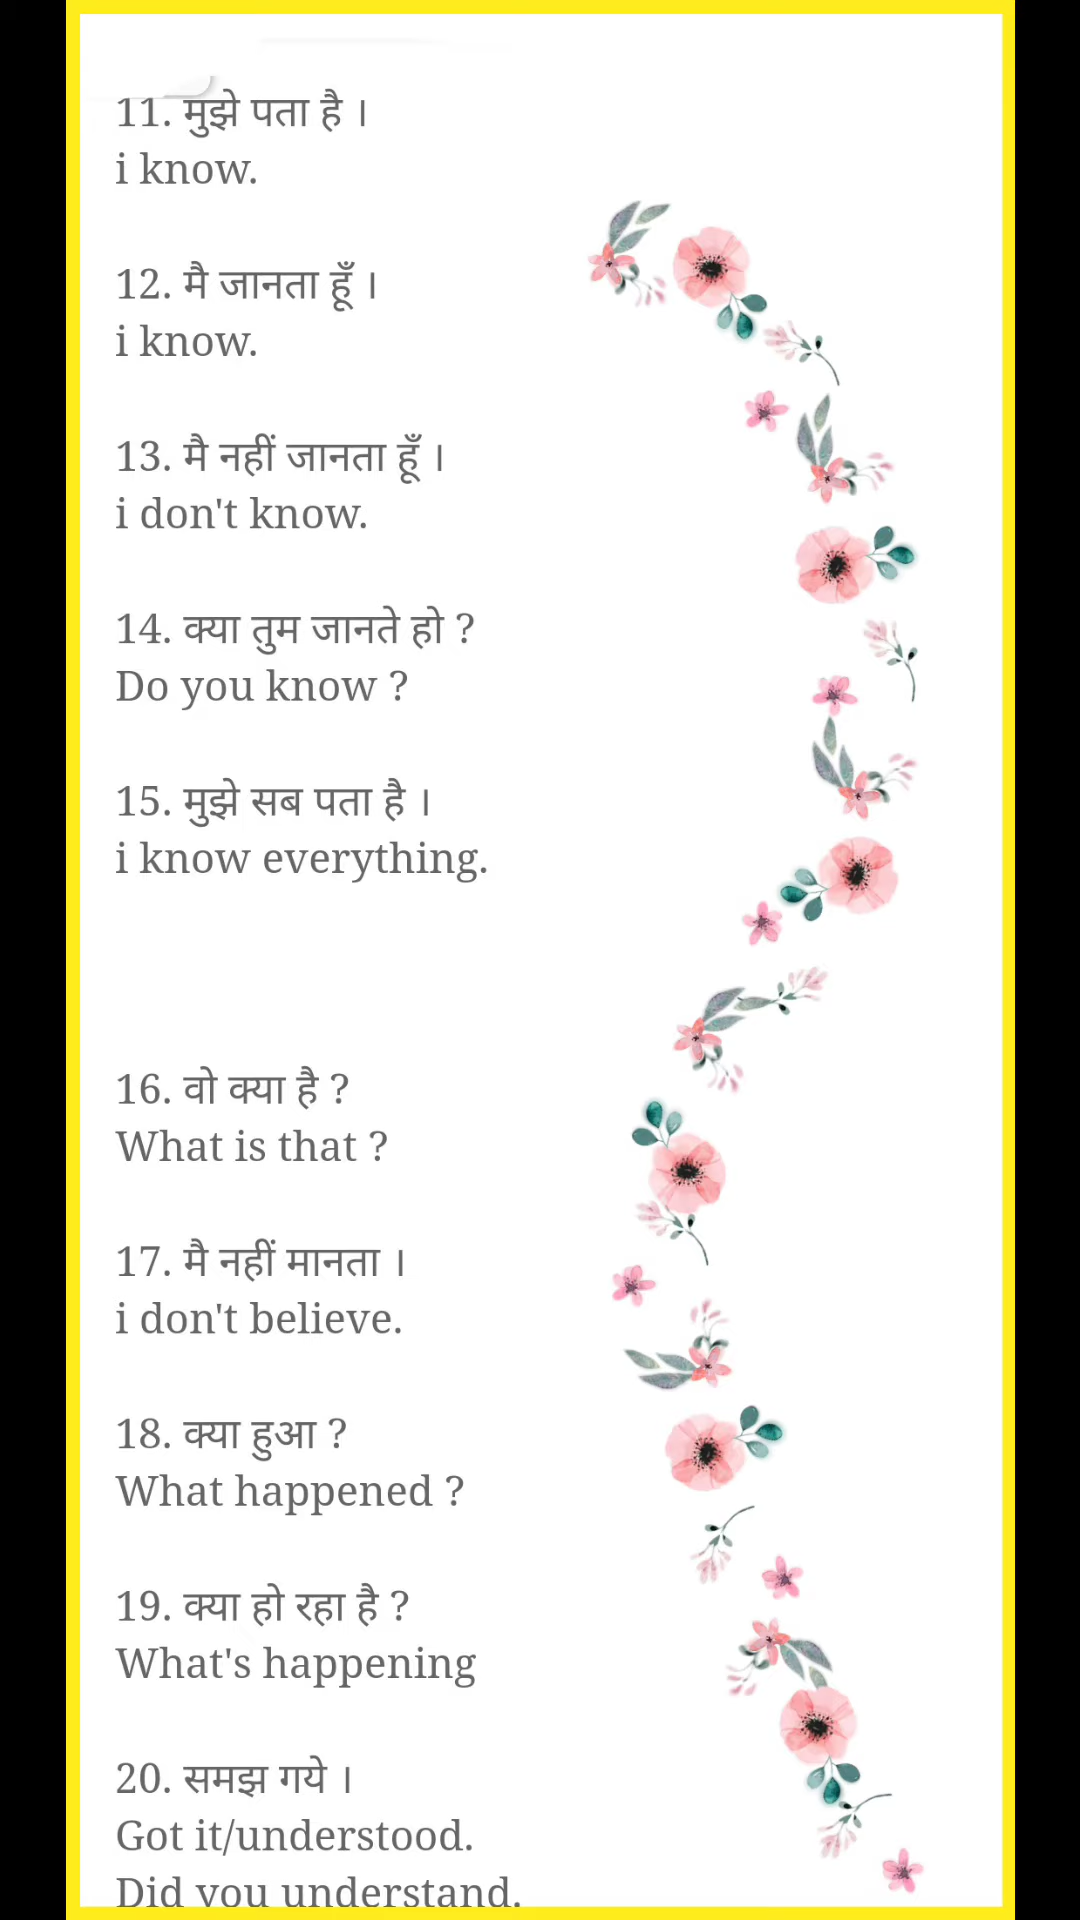 11. मुझे पता है ।
i know.
12. मै जानता हूँ ।
i know.
13. मै नहीं जानता हूँ ।
i don't know.
14. क्या तुम जानते हो ?
Do you know ?
15. मुझे सब पता है ।
i know everything.
16. वो क्या है ?
What is that ?
17. मै नहीं मानता ।
i don't believe.
18. क्या हुआ ?
What happened ?
19. क्या हो रहा है ?
What's happening
20. समझ गये ।
Got it/understood.
Did you understand.